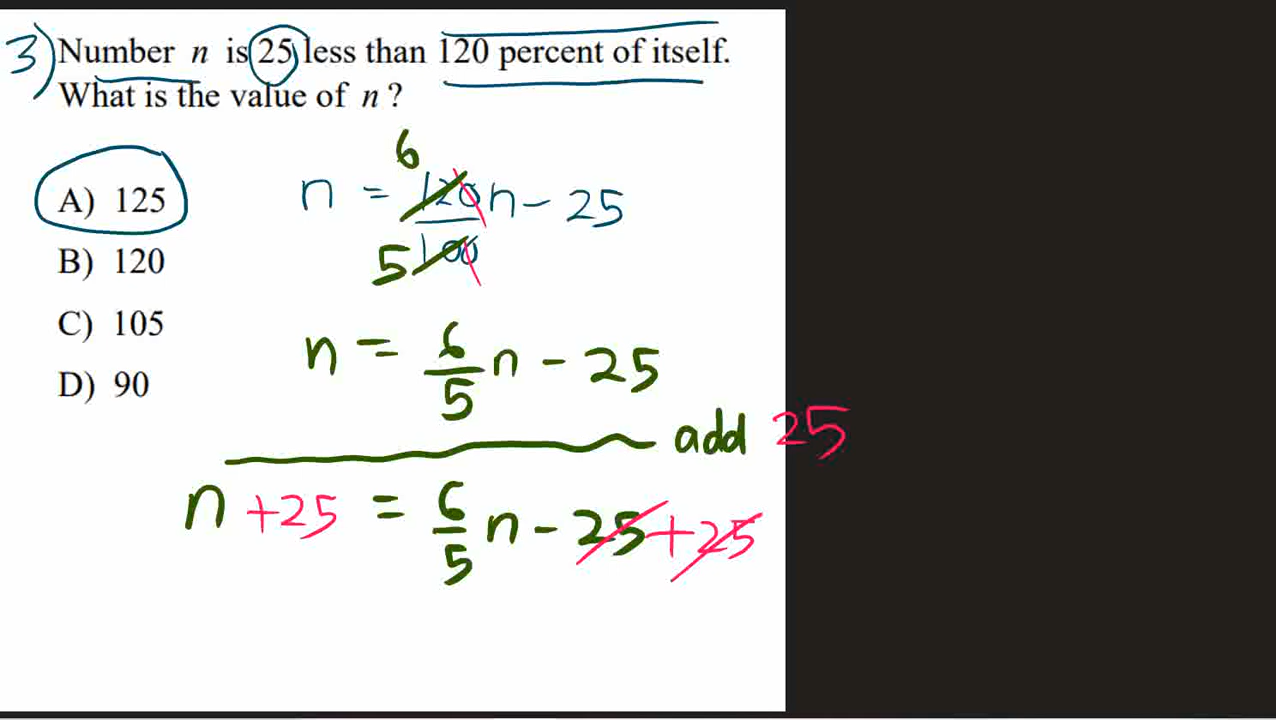 3) Number n is 25 less than 120 percent of itself.
What is the value of n ?
A) 125
B) 120
C) 105
D) 90
6
n = 120/100 n - 25
5
n = 6/5 n - 25
add 25
n + 25 = 6/5 n - 25 + 25